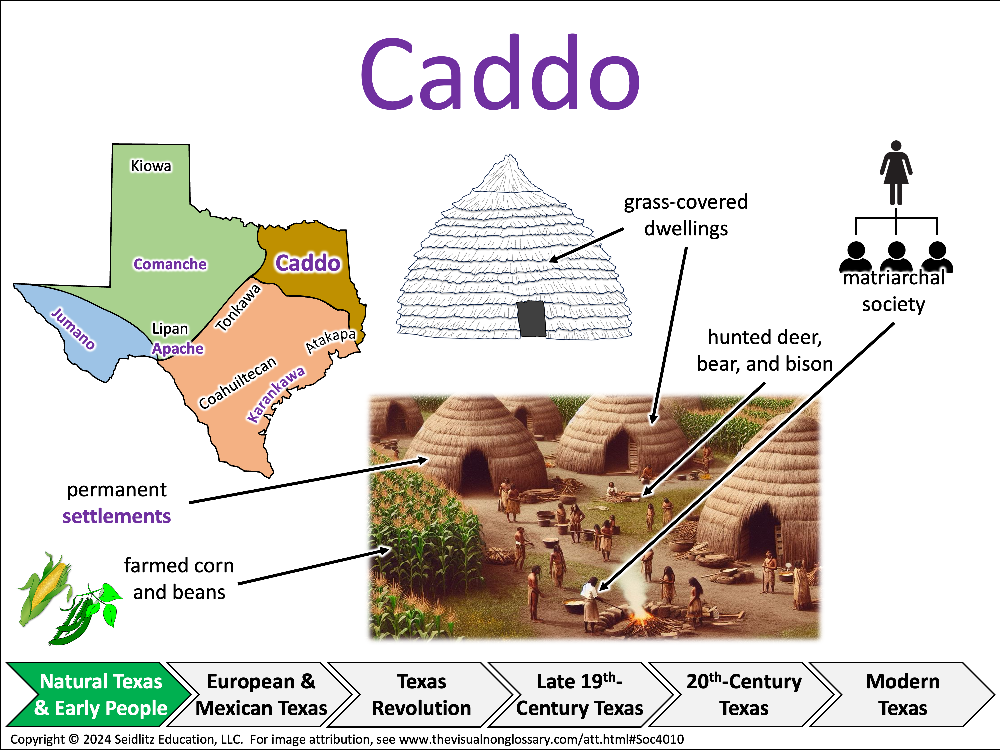 Caddo
Kiowa
Comanche
Caddo
Jumano
Lipan
Apache
Tonkawa
Atakapa
Coahuiltecan
Karankawa
grass-covered
dwellings
matriarchal
society
hunted deer,
bear, and bison
permanent
settlements
farmed corn
and beans
Natural Texas
& Early People
European &
Mexican Texas
Texas
Revolution
Late 19th-
Century Texas
20th-Century
Texas
Modern
Texas
Copyright © 2024 Seidlitz Education, LLC.  For image attribution, see www.thevisualnonglossary.com/att.html#Soc4010